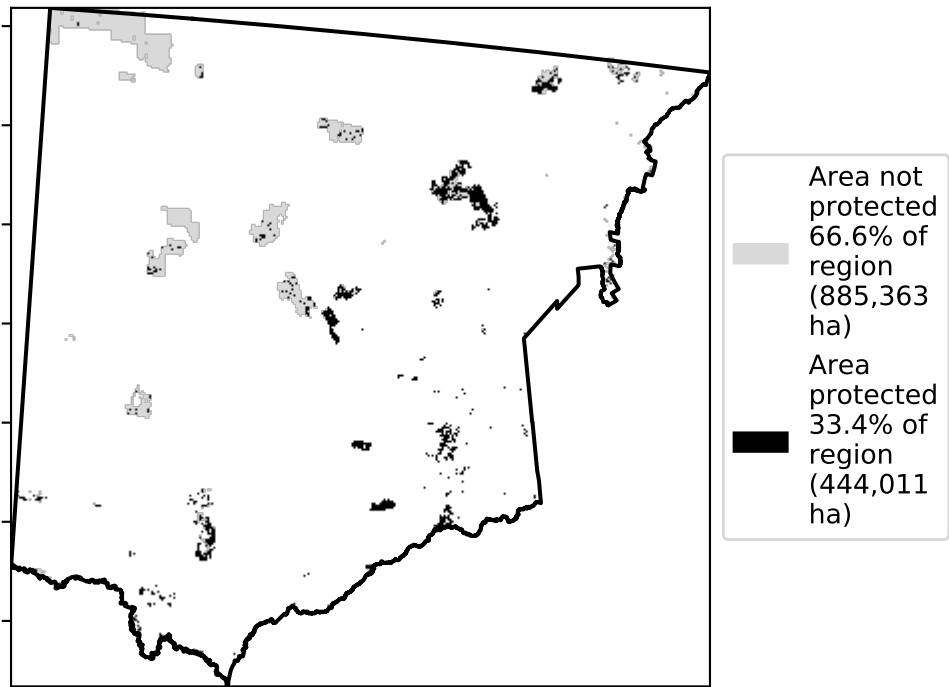 Area not
protected
66.6% of
region
(885,363
ha)
Area
protected
33.4% of
region
(444,011
ha)